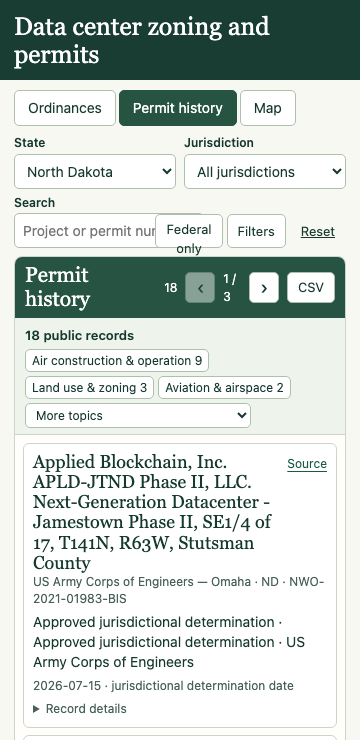 Data center zoning and
permits
Ordinances
Permit history
Map
State
Jurisdiction
North Dakota
All jurisdictions
Search
Project or permit nur
Federal
only
Filters
Reset
Permit
history
18
‹
1 /
3
›
CSV
18 public records
Air construction & operation 9
Land use & zoning 3
Aviation & airspace 2
More topics
Applied Blockchain, Inc.
APLD-JTND Phase II, LLC.
Next-Generation Datacenter -
Jamestown Phase II, SE1/4 of
17, T141N, R63W, Stutsman
County
Source
US Army Corps of Engineers — Omaha · ND · NWO-
2021-01983-BIS
Approved jurisdictional determination ·
Approved jurisdictional determination · US
Army Corps of Engineers
2026-07-15 · jurisdictional determination date
Record details